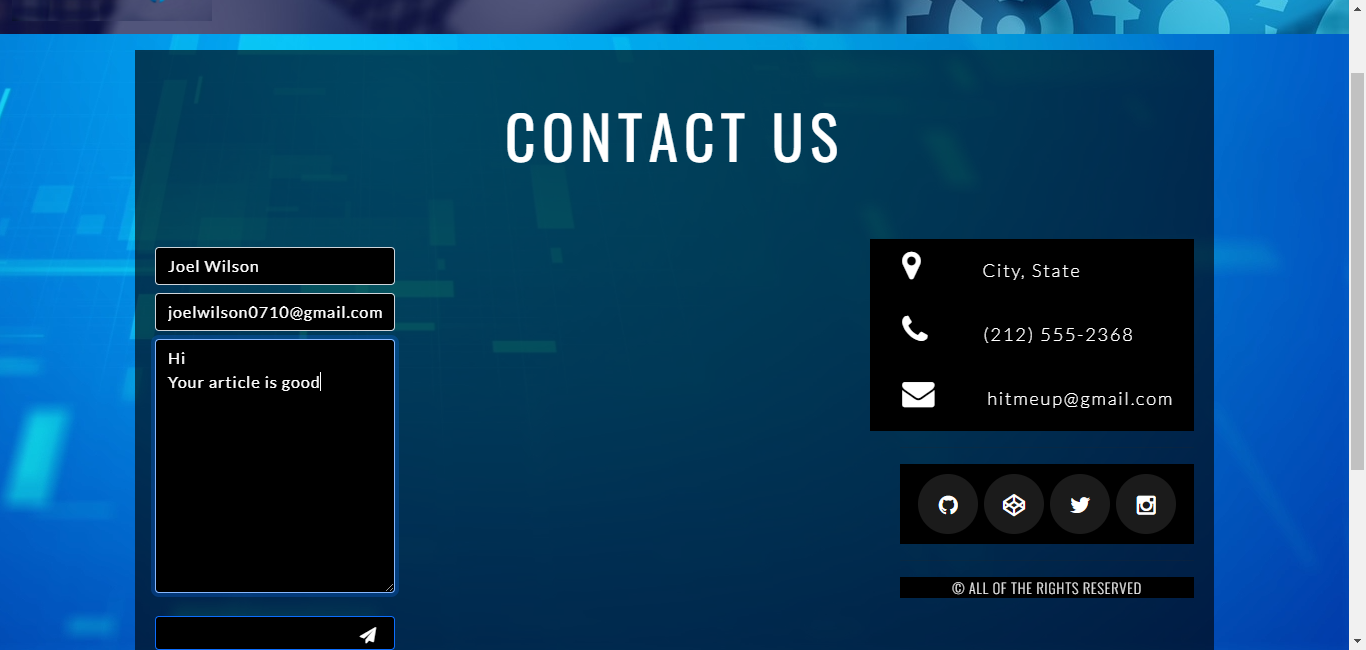 CONTACT US
Joel Wilson
joelwilson0710@gmail.com
Hi
Your article is good
City, State
(212) 555-2368
hitmeup@gmail.com
© ALL OF THE RIGHTS RESERVED